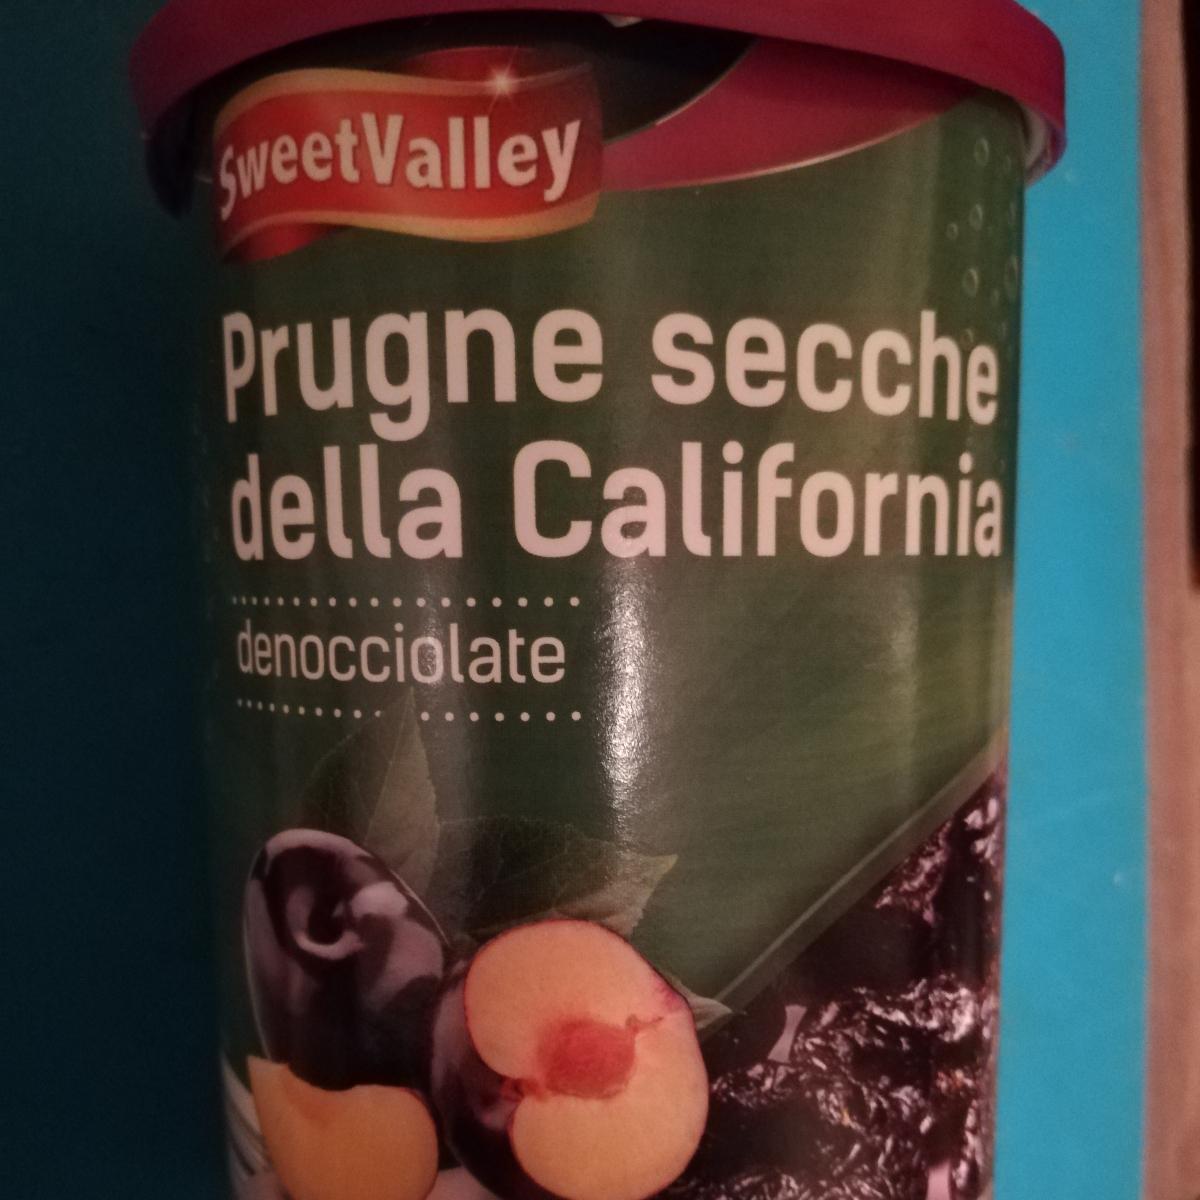 SweetValley
Prugne secche
della California
denocciolate